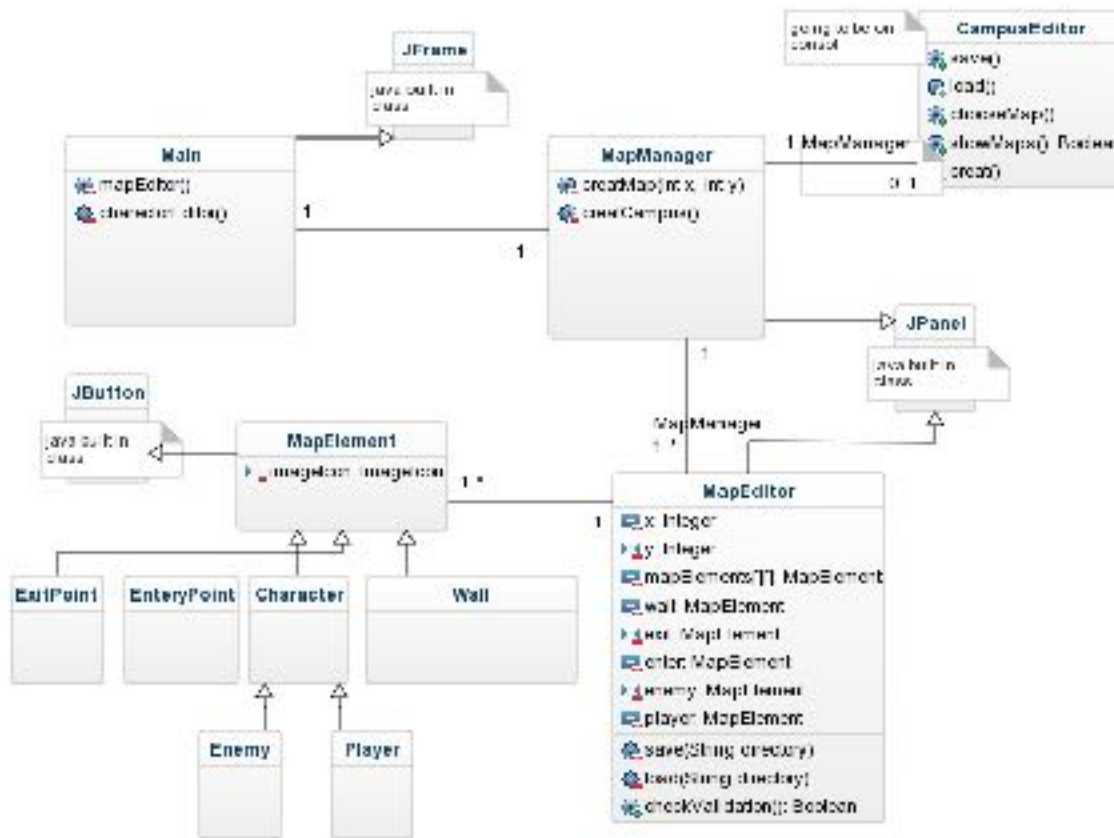 JFrame
java built in
class
going to be on
consol
CampusEditor
save()
load()
chooseMap()
showMaps() Boolean
creat()
Main
mapEditor()
1
MapManager
creatMap(int x, int y)
creatCampus()
1
1
MapManager
0..1
JPanel
java built in
class
1
MapManager
1..*
JButton
java built in
class
MapElement
imageIcon: ImageIcon
1..*
1
MapEditor
x: Integer
y: Integer
mapElements[][]: MapElement
wall: MapElement
exit: MapElement
enter: MapElement
enemy: MapElement
player: MapElement
save(String directory)
load(String directory)
checkValidation(): Boolean
ExitPoint
EnteryPoint
Character
Wall
Enemy
Player